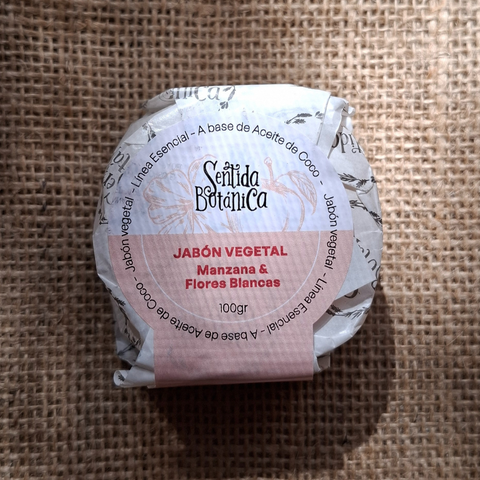 Jabón vegetal - Línea Esencial - A base de Aceite de Coco - Jabón vegetal - Línea Esencial - A base de Aceite de Coco -
Sentida
Botánica
JABÓN VEGETAL
Manzana &
Flores Blancas
100gr